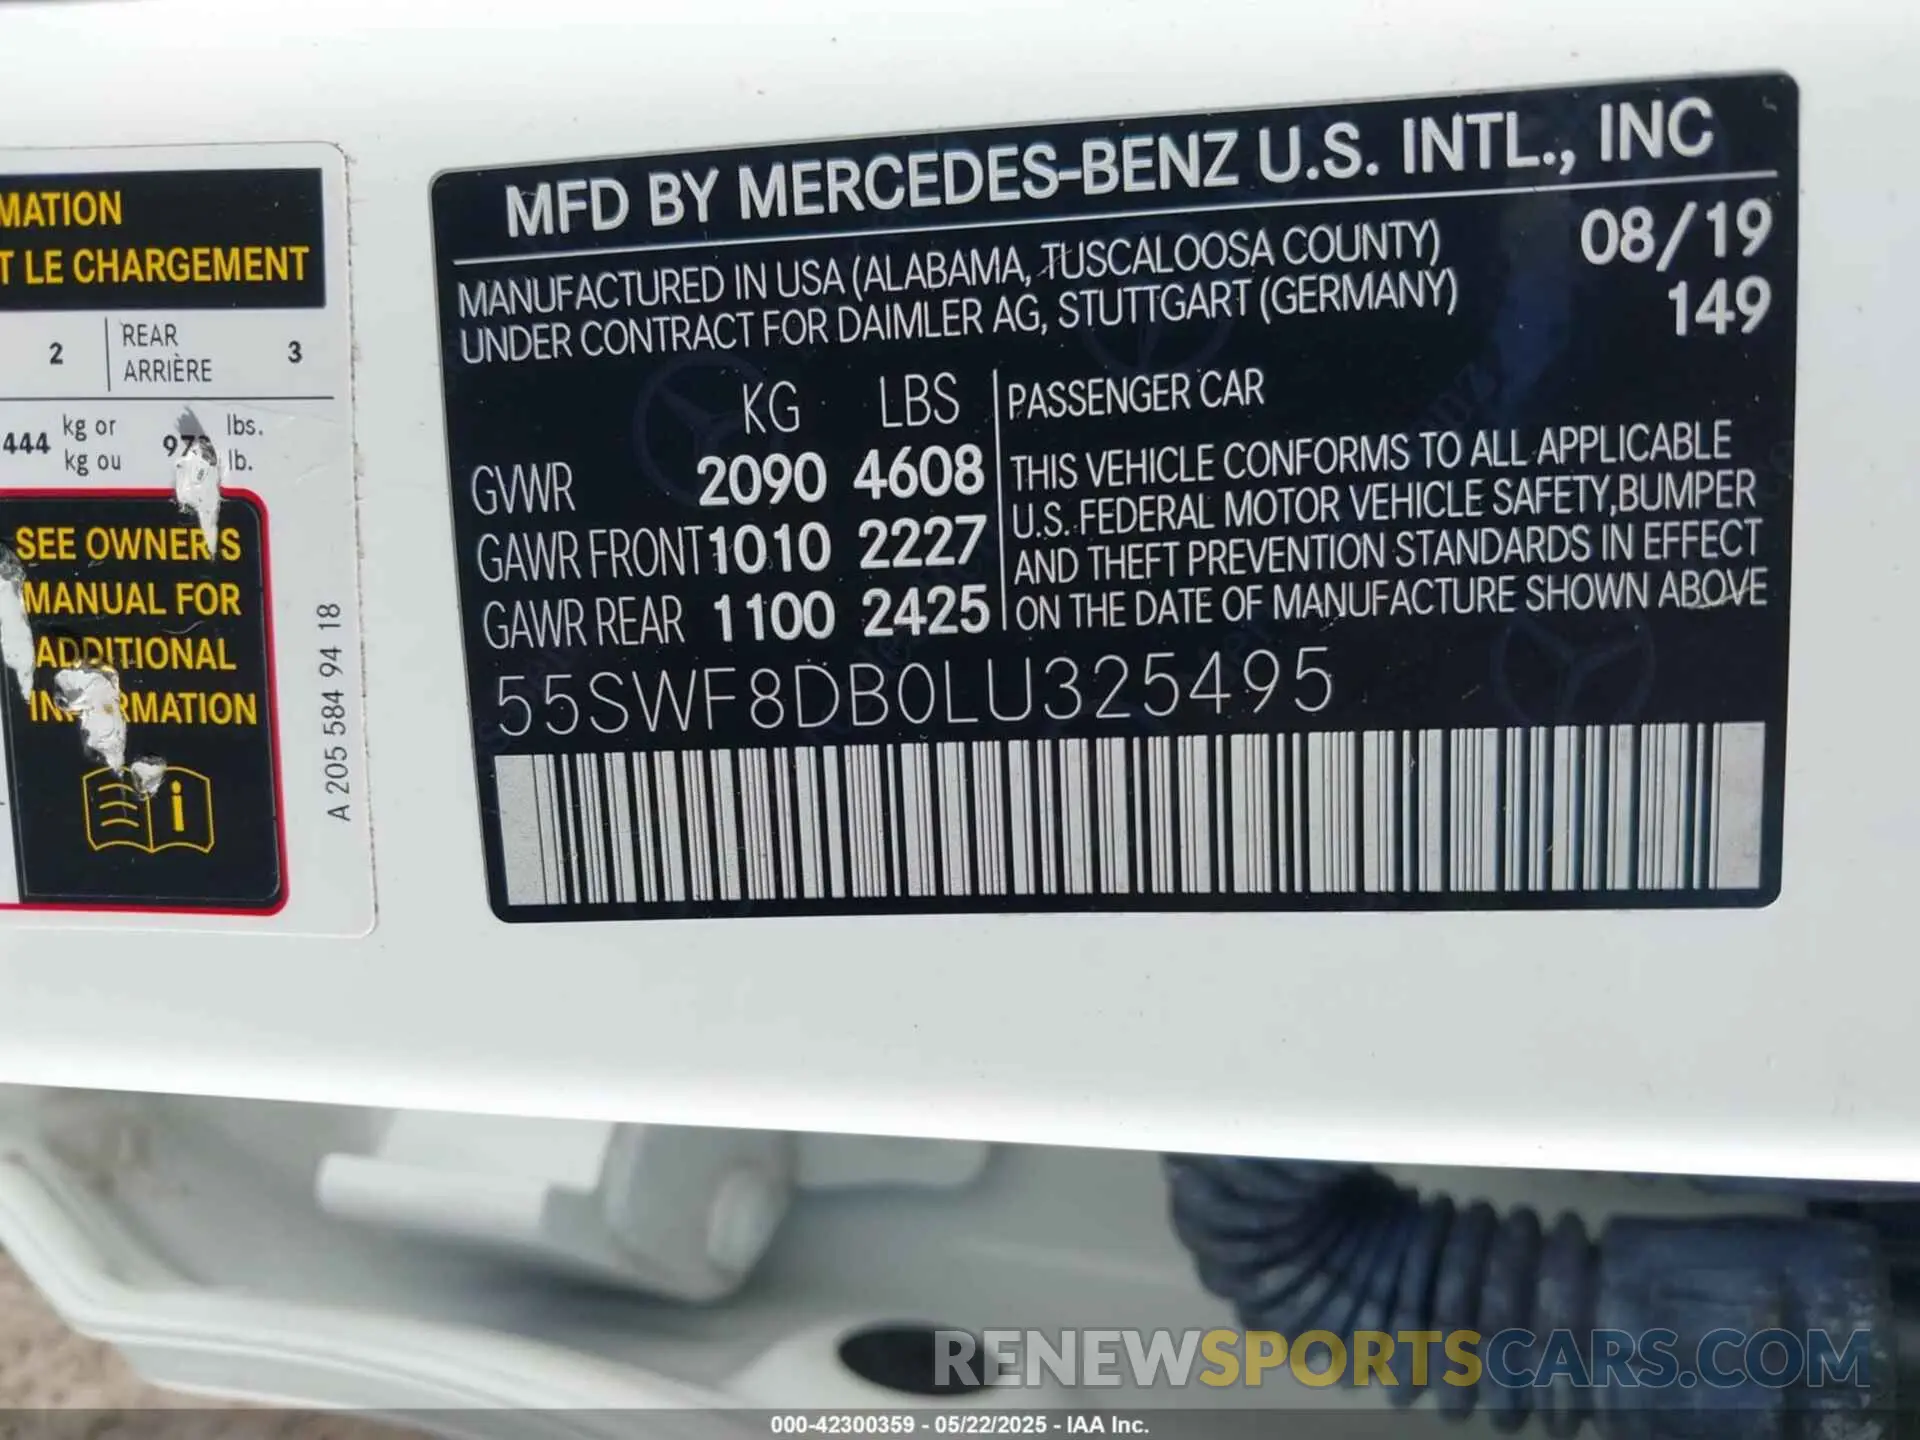 MATION
T LE CHARGEMENT
2 REAR
ARRIÈRE 3
444 kg or
kg ou lbs.
lb.
SEE OWNER'S
MANUAL FOR
ADDITIONAL
A 205 584 94 18
MFD BY MERCEDES-BENZ U.S. INTL., INC
MANUFACTURED IN USA (ALABAMA, TUSCALOOSA COUNTY) 08/19
UNDER CONTRACT FOR DAIMLER AG, STUTTGART (GERMANY) 149
KG LBS PASSENGER CAR
GVWR 2090 4608
GAWR FRONT 1010 2227
GAWR REAR 1100 2425
THIS VEHICLE CONFORMS TO ALL APPLICABLE
U.S. FEDERAL MOTOR VEHICLE SAFETY,BUMPER
AND THEFT PREVENTION STANDARDS IN EFFECT
ON THE DATE OF MANUFACTURE SHOWN ABOVE
55SWF8DB0LU325495
RENEWSPORTSCARS.COM
000-42300359 - 05/22/2025 - IAA Inc.